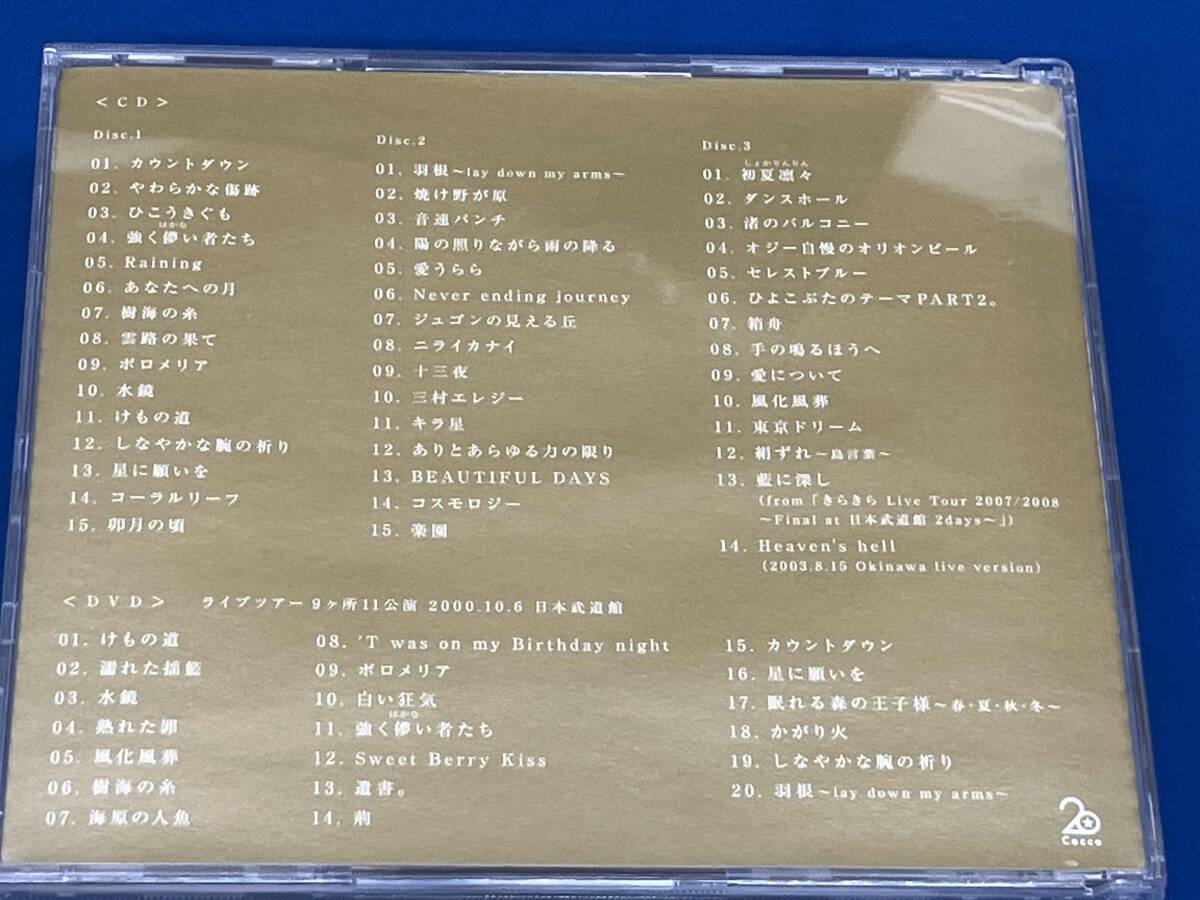 <CD>
Disc.1
01. カウントダウン
02. やわらかな傷跡
03. ひこうきぐも
はかな
04. 強く儚い者たち
05. Raining
06. あなたへの月
07. 樹海の糸
08. 雲路の果て
09. ポロメリア
10. 水鏡
11. けもの道
12. しなやかな腕の祈り
13. 星に願いを
14. コーラルリーフ
15. 卯月の頃
Disc.2
01. 羽根～lay down my arms～
02. 焼け野が原
03. 音速パンチ
04. 陽の照りながら雨の降る
05. 愛うらら
06. Never ending journey
07. ジュゴンの見える丘
08. ニライカナイ
09. 十三夜
10. 三村エレジー
11. キラ星
12. ありとあらゆる力の限り
13. BEAUTIFUL DAYS
14. コスモロジー
15. 楽園
Disc.3
しょかりんりん
01. 初夏凛々
02. ダンスホール
03. 渚のバルコニー
04. オジー自慢のオリオンビール
05. セレストブルー
06. ひよこぶたのテーマPART2。
07. 箱舟
08. 手の鳴るほうへ
09. 愛について
10. 風化風葬
11. 東京ドリーム
12. 絹ずれ～島言葉～
13. 藍に深し
(from「きらきら Live Tour 2007/2008
～Final at 日本武道館 2days～」)
14. Heaven's hell
(2003.8.15 Okinawa live version)
<DVD> ライブツアー 9ヶ所11公演 2000.10.6 日本武道館
01. けもの道
02. 濡れた揺籃
03. 水鏡
04. 熟れた罪
05. 風化風葬
06. 樹海の糸
07. 海原の人魚
08. 'T was on my Birthday night
09. ポロメリア
10. 白い狂気
はかな
11. 強く儚い者たち
12. Sweet Berry Kiss
13. 遺書。
14. 荊
15. カウントダウン
16. 星に願いを
17. 眠れる森の王子様～春・夏・秋・冬～
18. かがり火
19. しなやかな腕の祈り
20. 羽根～lay down my arms～
20
Cocco